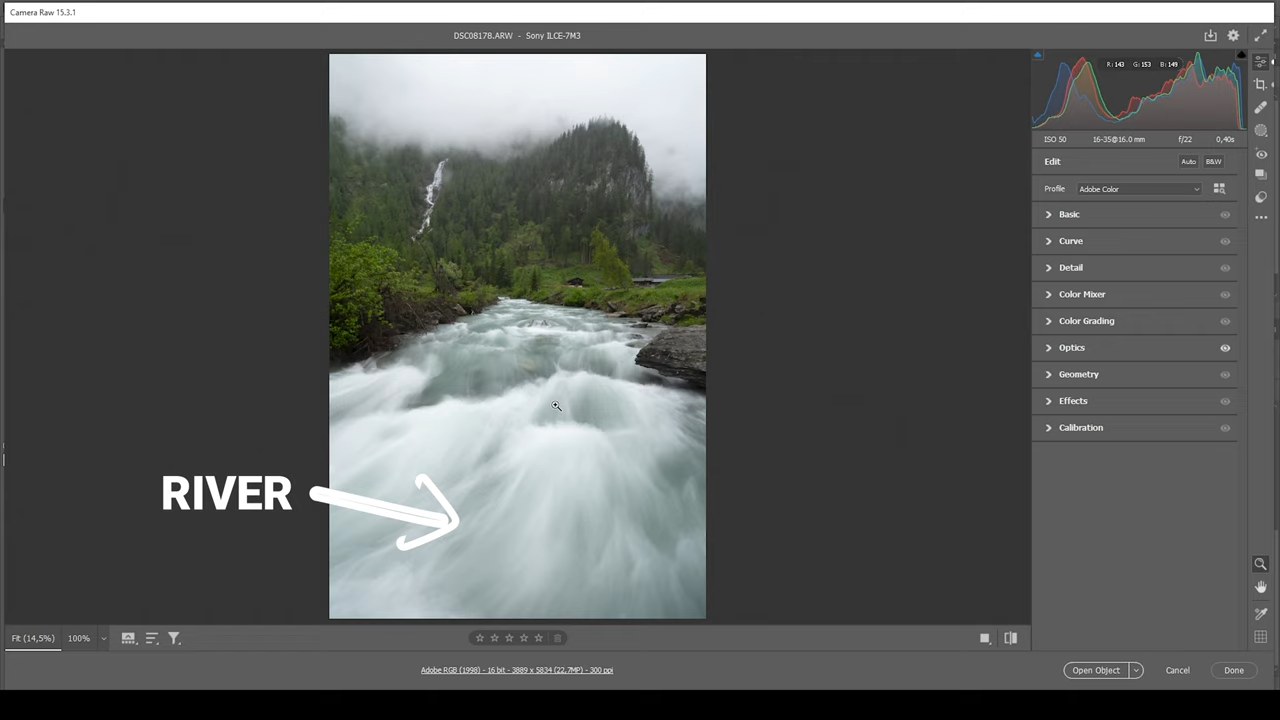 Camera Raw 15.3.1
DSC08178.ARW - Sony ILCE-7M3
R: 143 G: 153 B: 149
ISO 50 16-35@16.0 mm f/22 0,40s
Edit Auto B&W
Profile Adobe Color
Basic
Curve
Detail
Color Mixer
Color Grading
Optics
Geometry
Effects
Calibration
RIVER
Fit (14,5%) 100%
Adobe RGB (1998) - 16 bit - 3889 x 5834 (22,7MP) - 300 ppi
Open Object Cancel Done